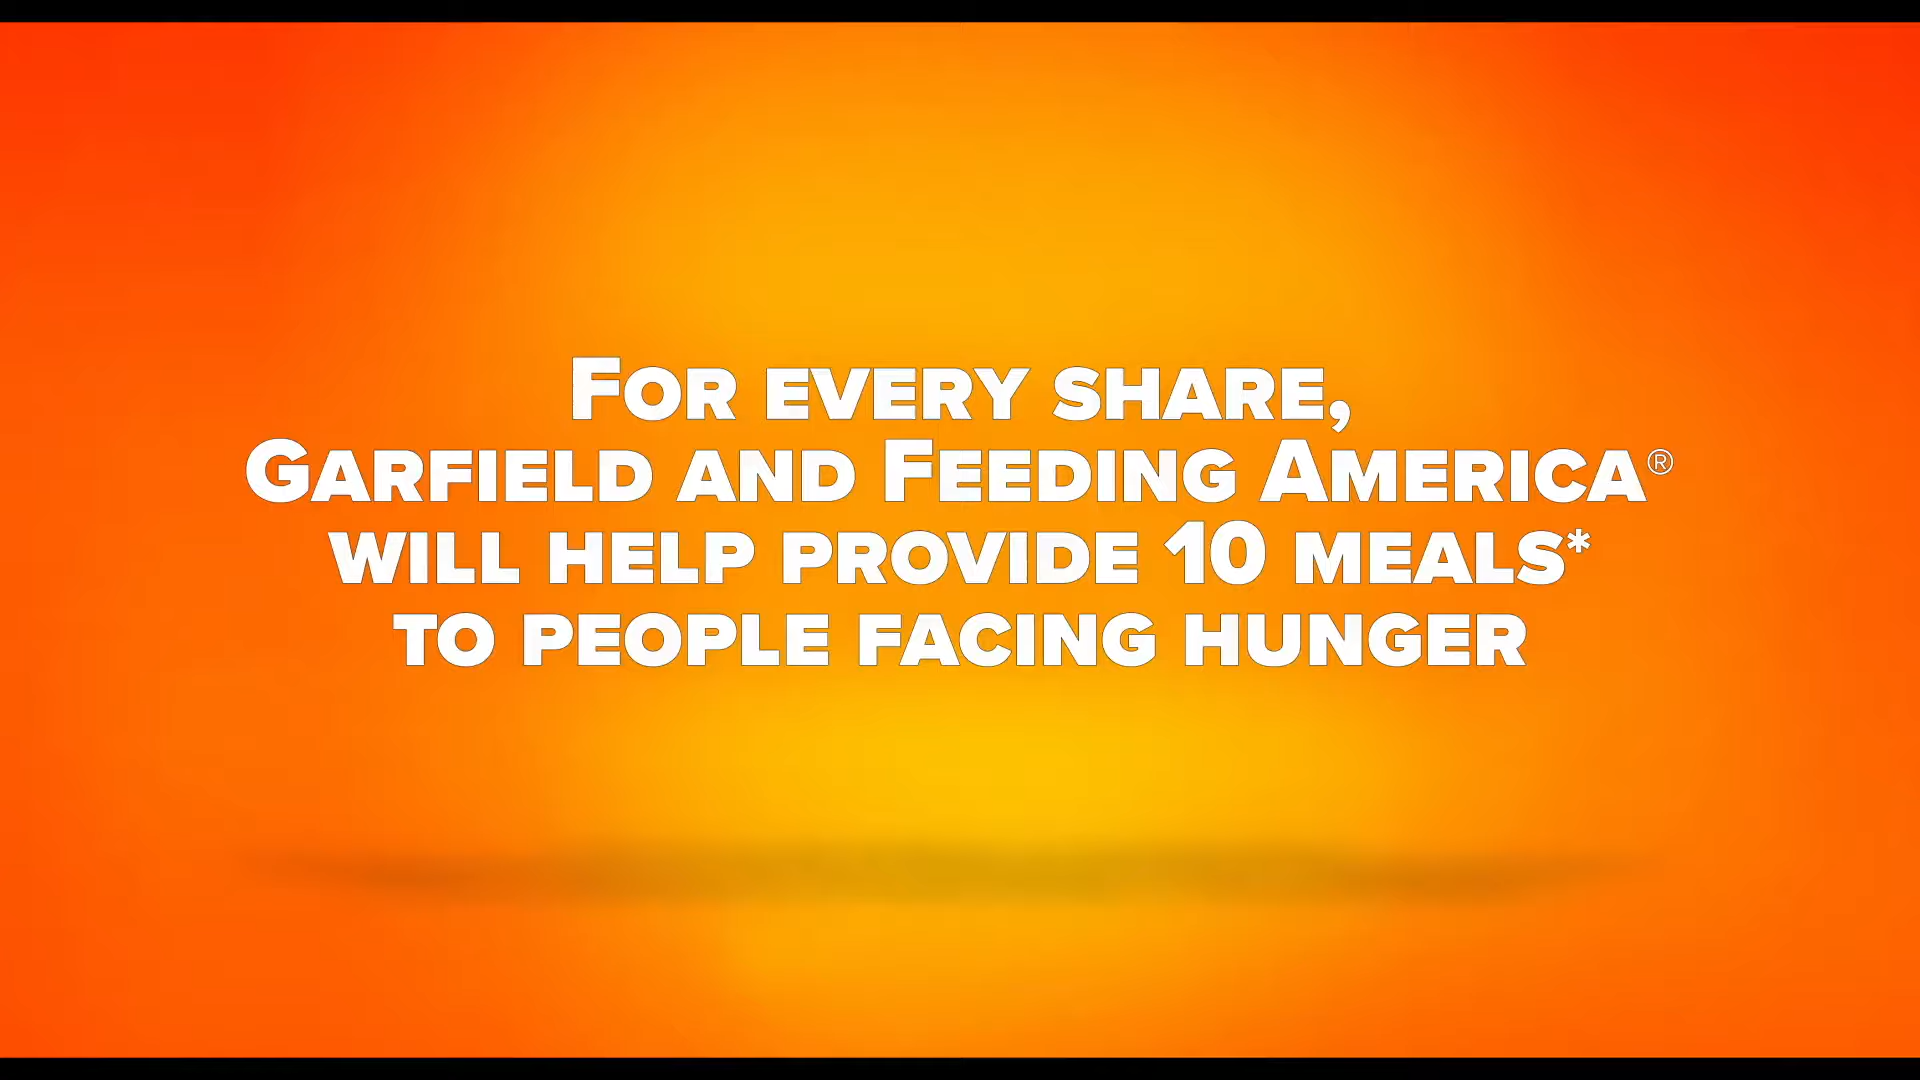 For every share,
Garfield and Feeding America®
will help provide 10 meals*
to people facing hunger